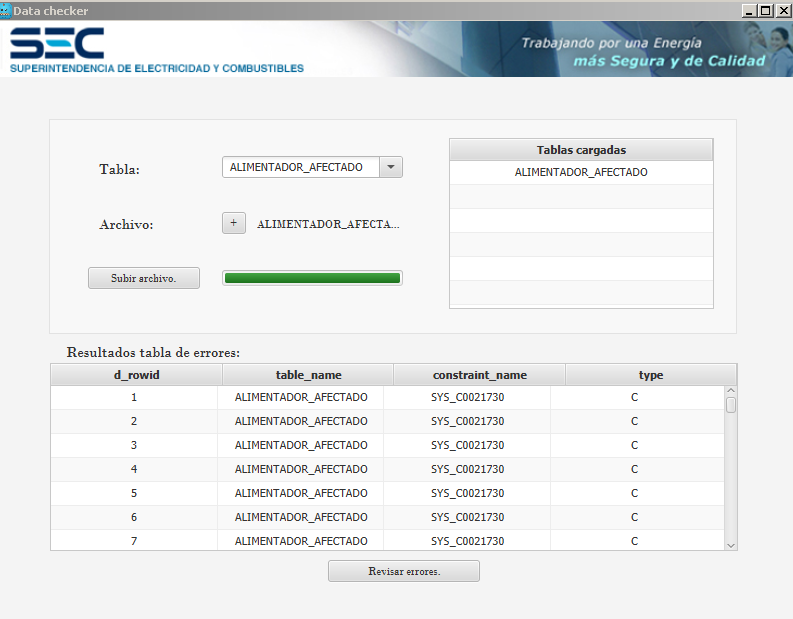 Data checker
SEC
SUPERINTENDENCIA DE ELECTRICIDAD Y COMBUSTIBLES
Trabajando por una Energía
más Segura y de Calidad
Tabla:
ALIMENTADOR_AFECTADO
Archivo:
+
ALIMENTADOR_AFECTA...
Subir archivo.
Tablas cargadas
ALIMENTADOR_AFECTADO
Resultados tabla de errores:
d_rowid table_name constraint_name type
1 ALIMENTADOR_AFECTADO SYS_C0021730 C
2 ALIMENTADOR_AFECTADO SYS_C0021730 C
3 ALIMENTADOR_AFECTADO SYS_C0021730 C
4 ALIMENTADOR_AFECTADO SYS_C0021730 C
5 ALIMENTADOR_AFECTADO SYS_C0021730 C
6 ALIMENTADOR_AFECTADO SYS_C0021730 C
7 ALIMENTADOR_AFECTADO SYS_C0021730 C
Revisar errores.